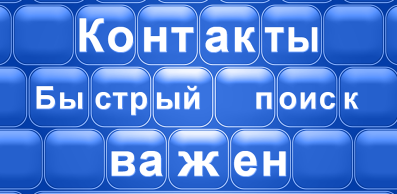 Контакты
Быстрый поиск
важен